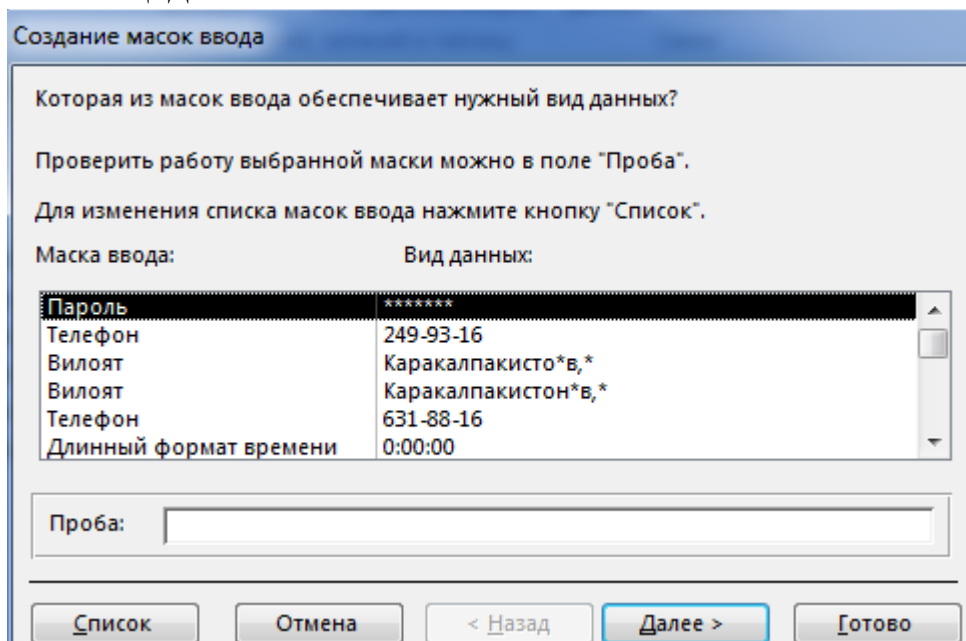 Создание масок ввода
Которая из масок ввода обеспечивает нужный вид данных?
Проверить работу выбранной маски можно в поле "Проба".
Для изменения списка масок ввода нажмите кнопку "Список".
Маска ввода: Вид данных:
Пароль *******
Телефон 249-93-16
Вилоят Каракалпакисто*в,*
Вилоят Каракалпакистон*в,*
Телефон 631-88-16
Длинный формат времени 0:00:00
Проба:
Список Отмена < Назад Далее > Готово